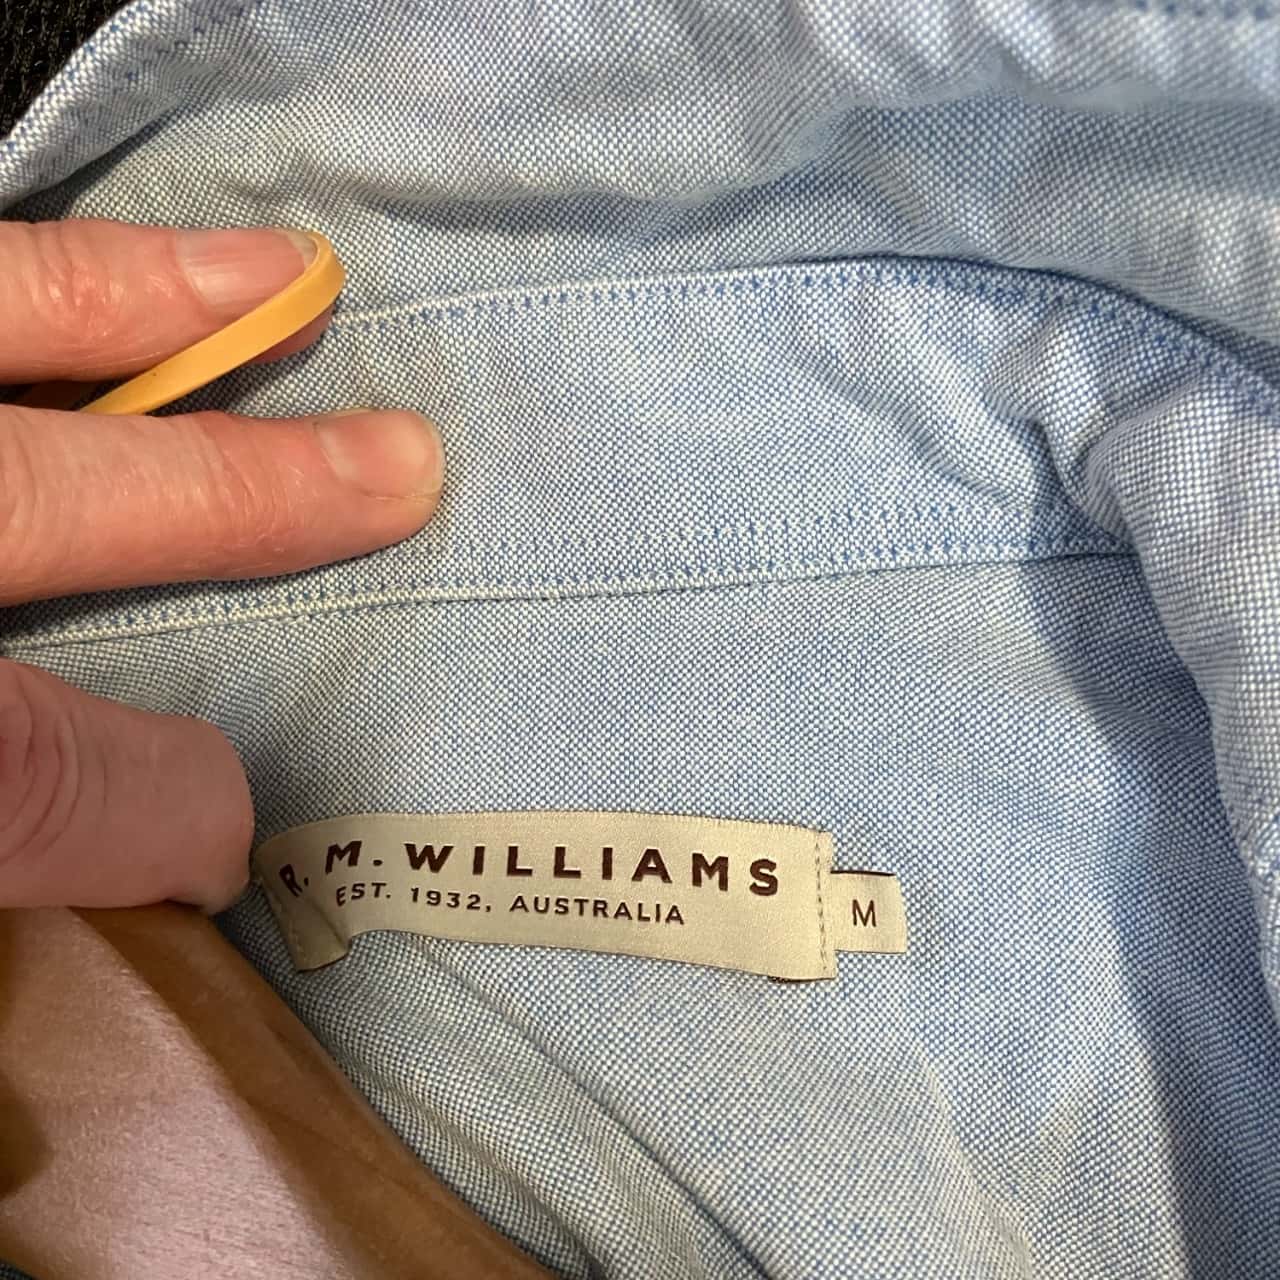 R. M. WILLIAMS
EST. 1932, AUSTRALIA
M